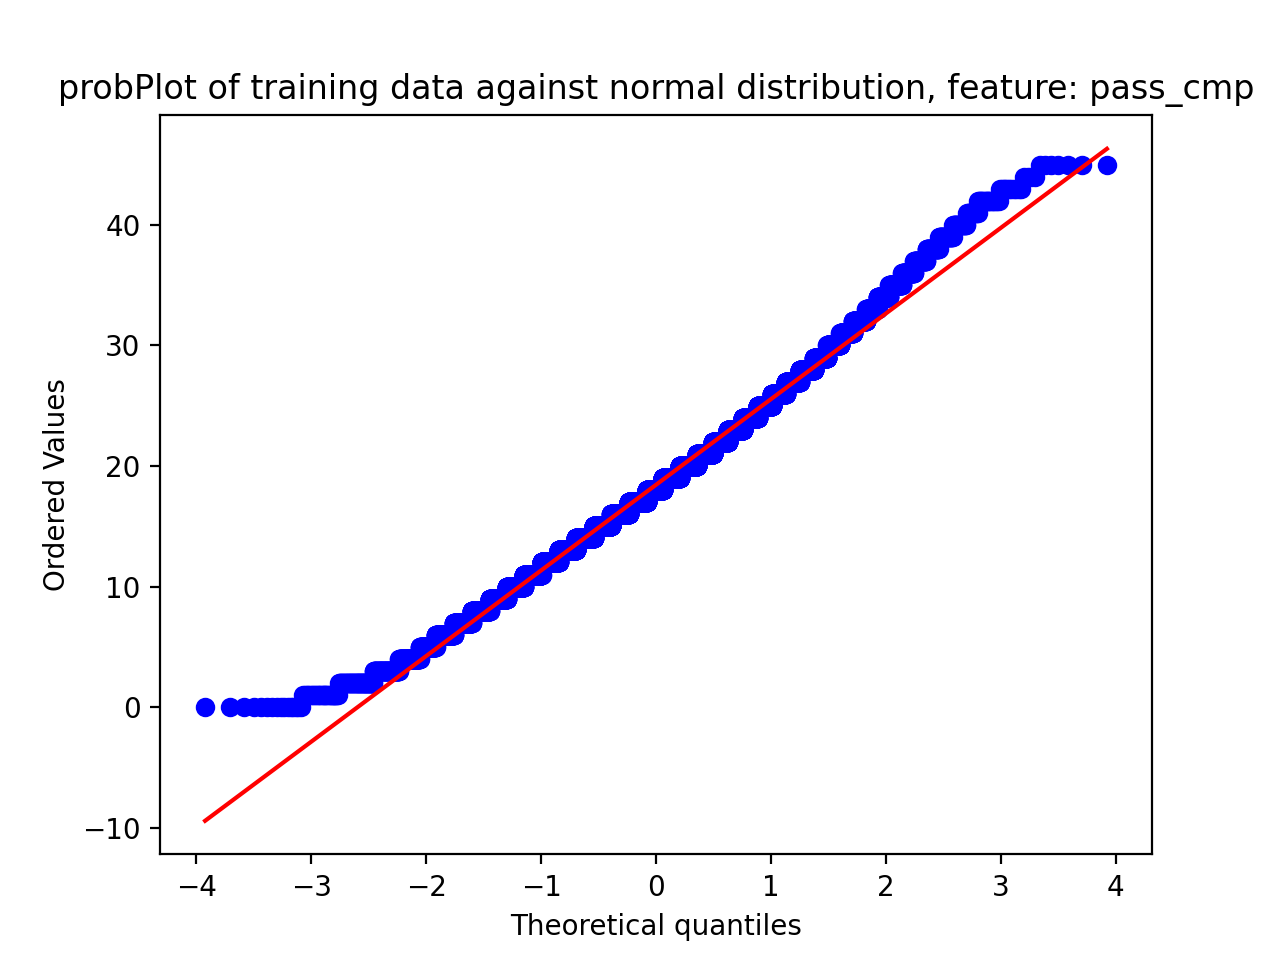 probPlot of training data against normal distribution, feature: pass_cmp
40
30
20
10
0
−10
Ordered Values
−4 −3 −2 −1 0 1 2 3 4
Theoretical quantiles